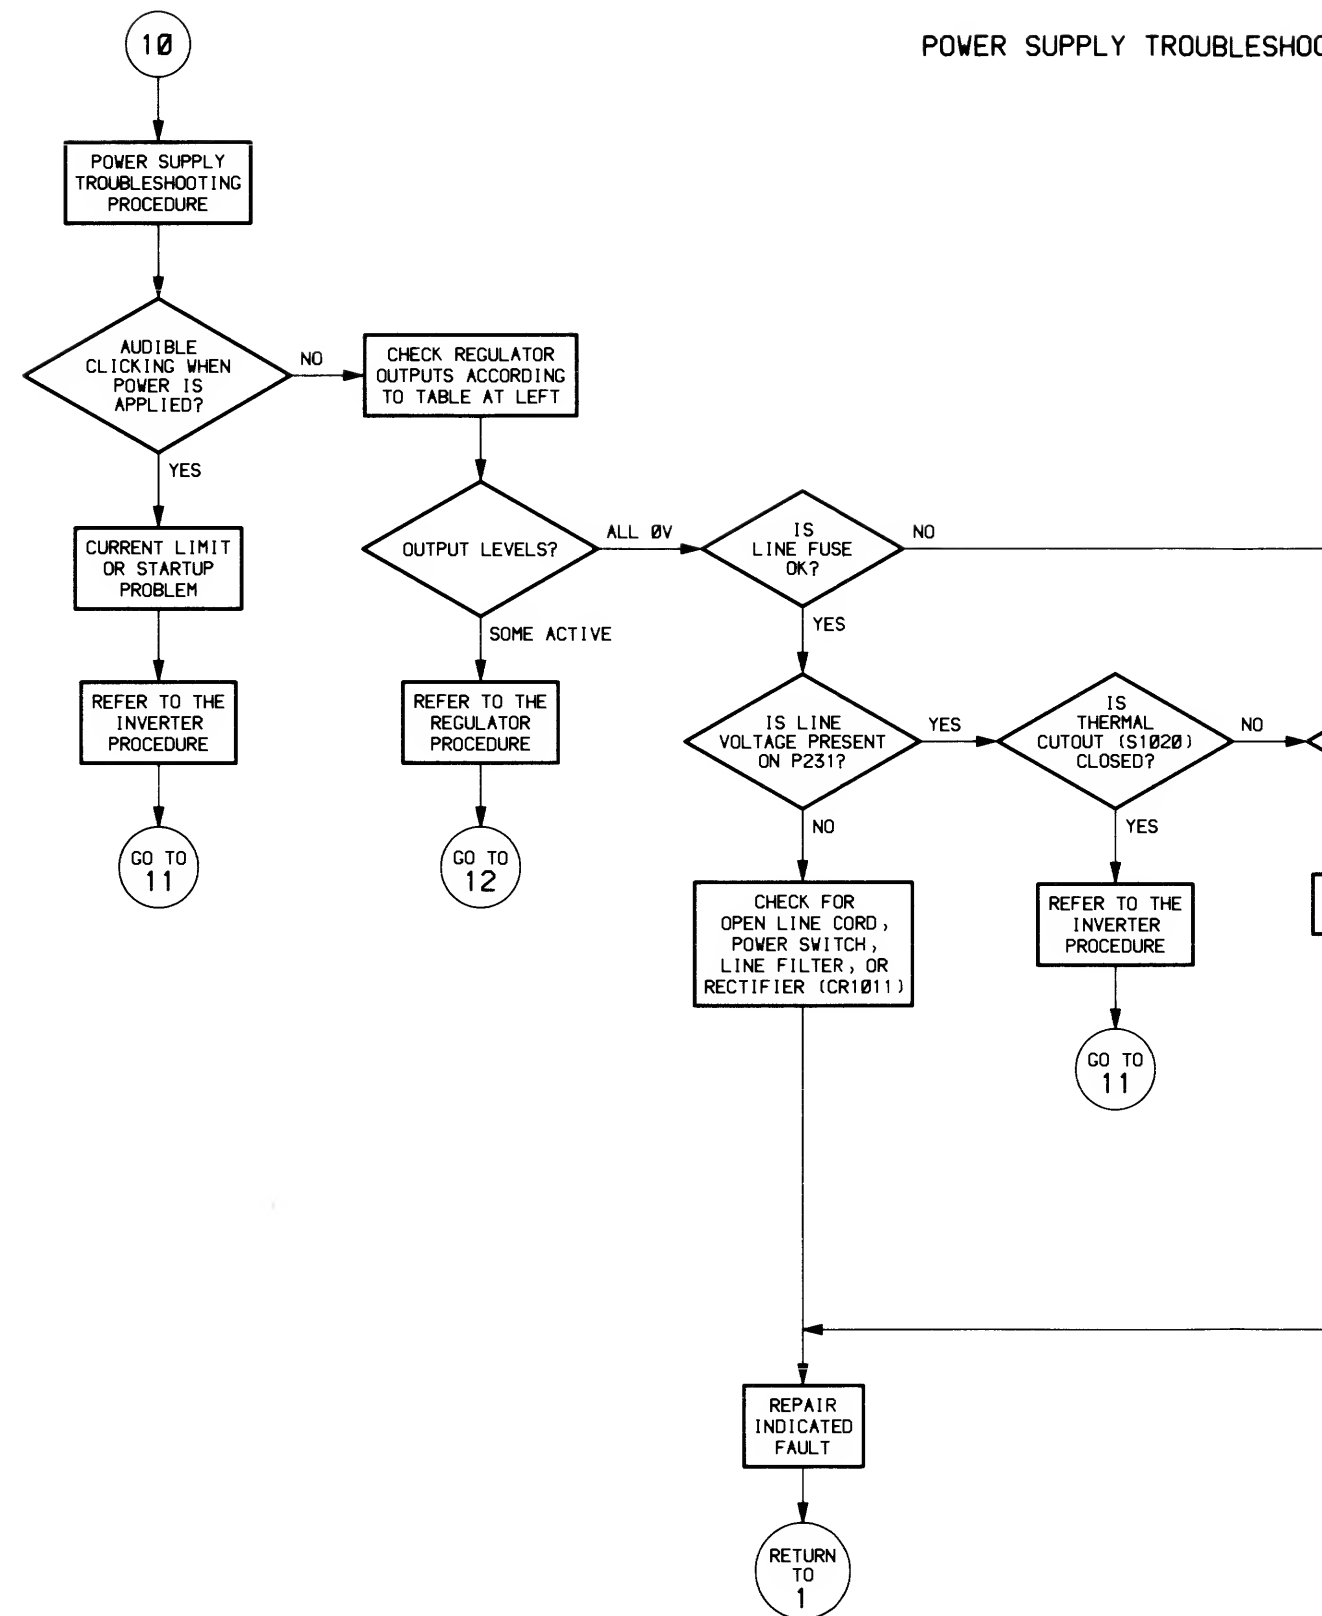 10
POWER SUPPLY TROUBLESHOO
POWER SUPPLY
TROUBLESHOOTING
PROCEDURE
AUDIBLE
CLICKING WHEN
POWER IS
APPLIED?
NO
YES
CHECK REGULATOR
OUTPUTS ACCORDING
TO TABLE AT LEFT
CURRENT LIMIT
OR STARTUP
PROBLEM
OUTPUT LEVELS?
ALL 0V
SOME ACTIVE
IS
LINE FUSE
OK?
NO
YES
REFER TO THE
INVERTER
PROCEDURE
REFER TO THE
REGULATOR
PROCEDURE
IS LINE
VOLTAGE PRESENT
ON P231?
YES
NO
IS
THERMAL
CUTOUT (S1020)
CLOSED?
NO
YES
GO TO
11
GO TO
12
CHECK FOR
OPEN LINE CORD,
POWER SWITCH,
LINE FILTER, OR
RECTIFIER (CR1011)
REFER TO THE
INVERTER
PROCEDURE
GO TO
11
REPAIR
INDICATED
FAULT
RETURN
TO
1